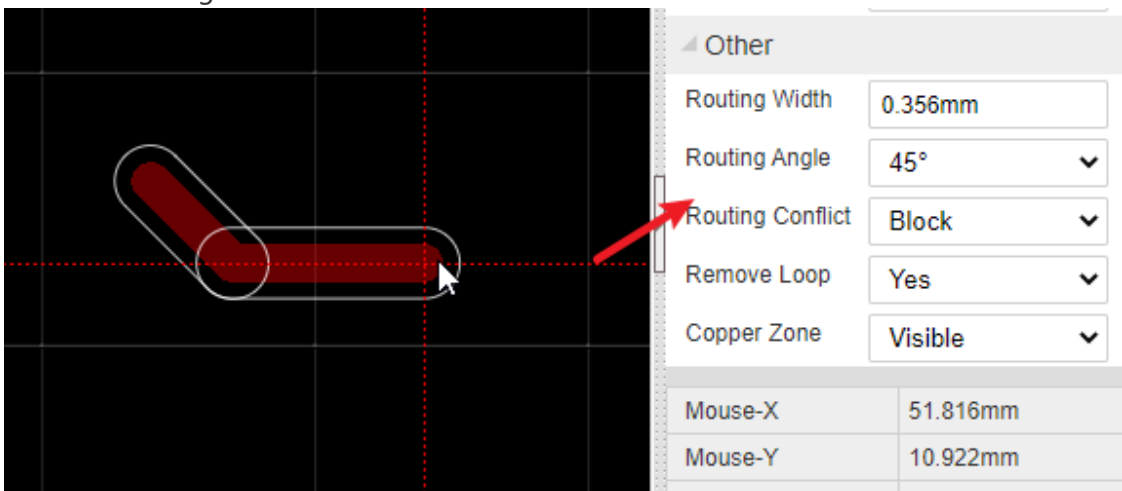 Other
Routing Width 0.356mm
Routing Angle 45°
Routing Conflict Block
Remove Loop Yes
Copper Zone Visible
Mouse-X 51.816mm
Mouse-Y 10.922mm